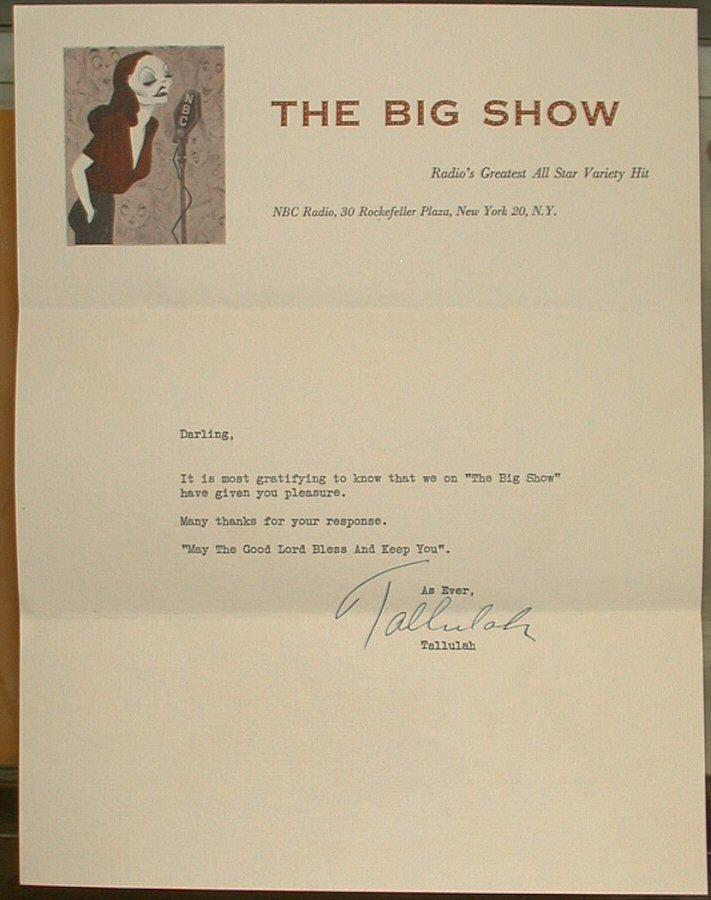 NBC
THE BIG SHOW
Radio's Greatest All Star Variety Hit
NBC Radio, 30 Rockefeller Plaza, New York 20, N.Y.
Darling,
It is most gratifying to know that we on "The Big Show"
have given you pleasure.
Many thanks for your response.
"May The Good Lord Bless And Keep You".
As Ever,
Tallulah
Tallulah